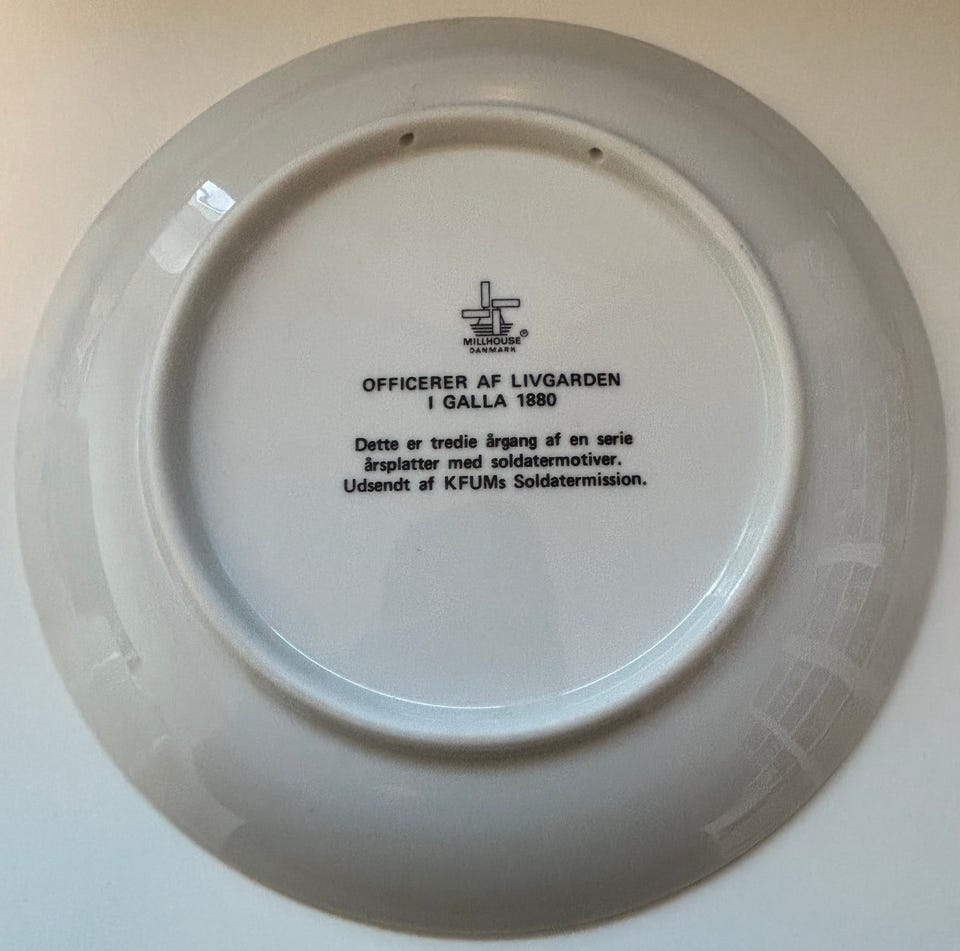 MILLHOUSE ®
DANMARK
OFFICERER AF LIVGARDEN
I GALLA 1880
Dette er tredie årgang af en serie
årsplatter med soldatermotiver.
Udsendt af KFUMs Soldatermission.